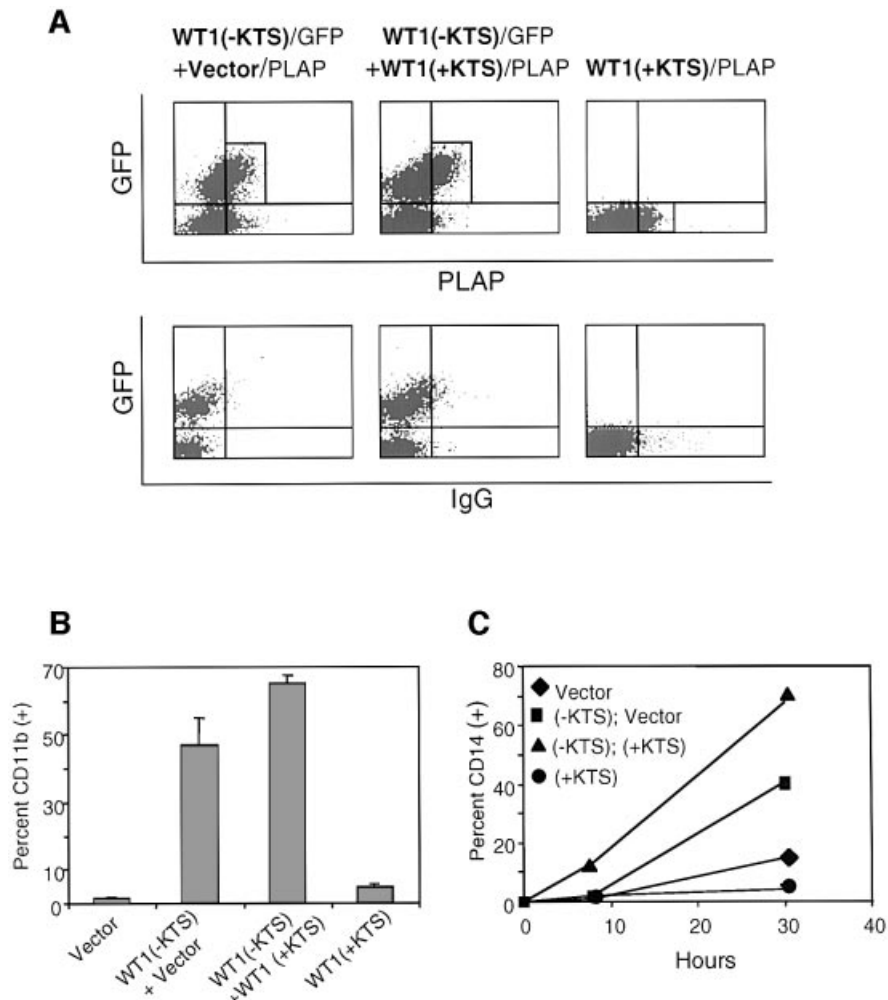 A
WT1(-KTS)/GFP
+Vector/PLAP
WT1(-KTS)/GFP
+WT1(+KTS)/PLAP
WT1(+KTS)/PLAP
GFP
PLAP
GFP
IgG
B
Percent CD11b (+)
70
50
30
10
0
Vector
WT1(-KTS)
+ Vector
WT1(-KTS)
+WT1 (+KTS)
WT1(+KTS)
C
Percent CD14 (+)
80
60
40
20
0
Vector
(-KTS); Vector
(-KTS); (+KTS)
(+KTS)
0
10
20
30
40
Hours